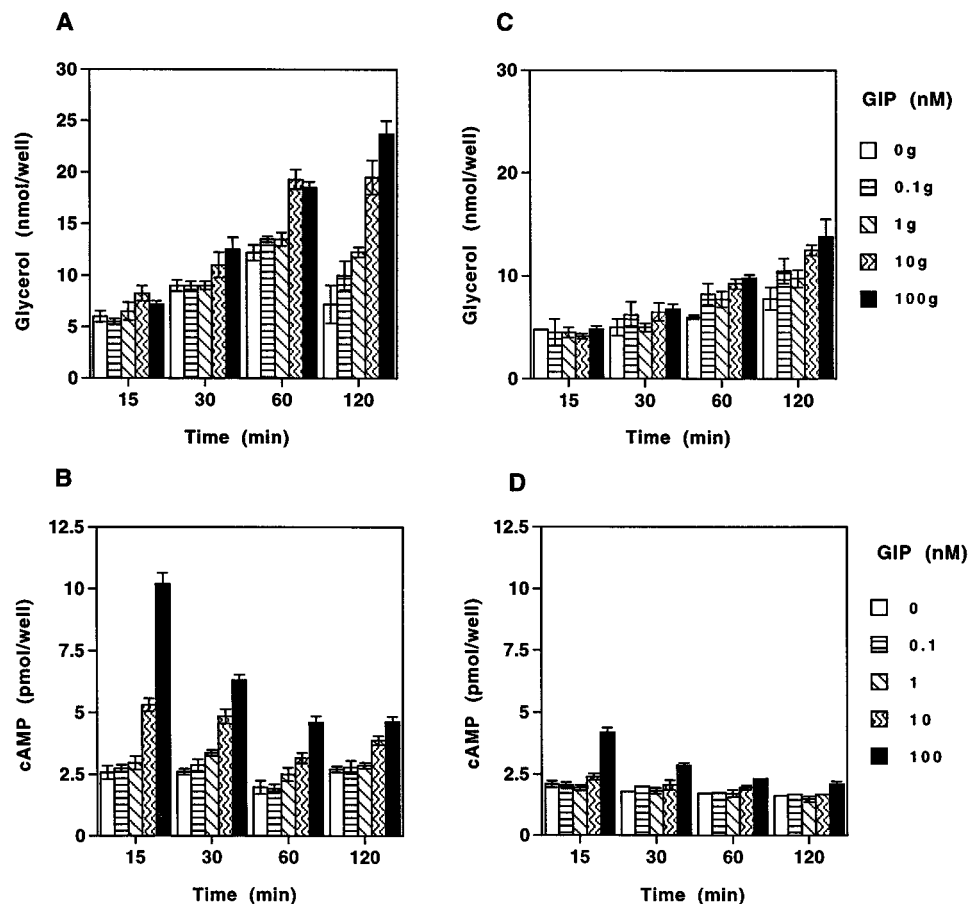 A
30
25
20
15
10
5
0
Glycerol (nmol/well)
15 30 60 120
Time (min)
C
30
20
10
0
Glycerol (nmol/well)
15 30 60 120
Time (min)
GIP (nM)
0g
0.1g
1g
10g
100g
B
12.5
10
7.5
5
2.5
0
cAMP (pmol/well)
15 30 60 120
Time (min)
D
12.5
10
7.5
5
2.5
0
cAMP (pmol/well)
15 30 60 120
Time (min)
GIP (nM)
0
0.1
1
10
100